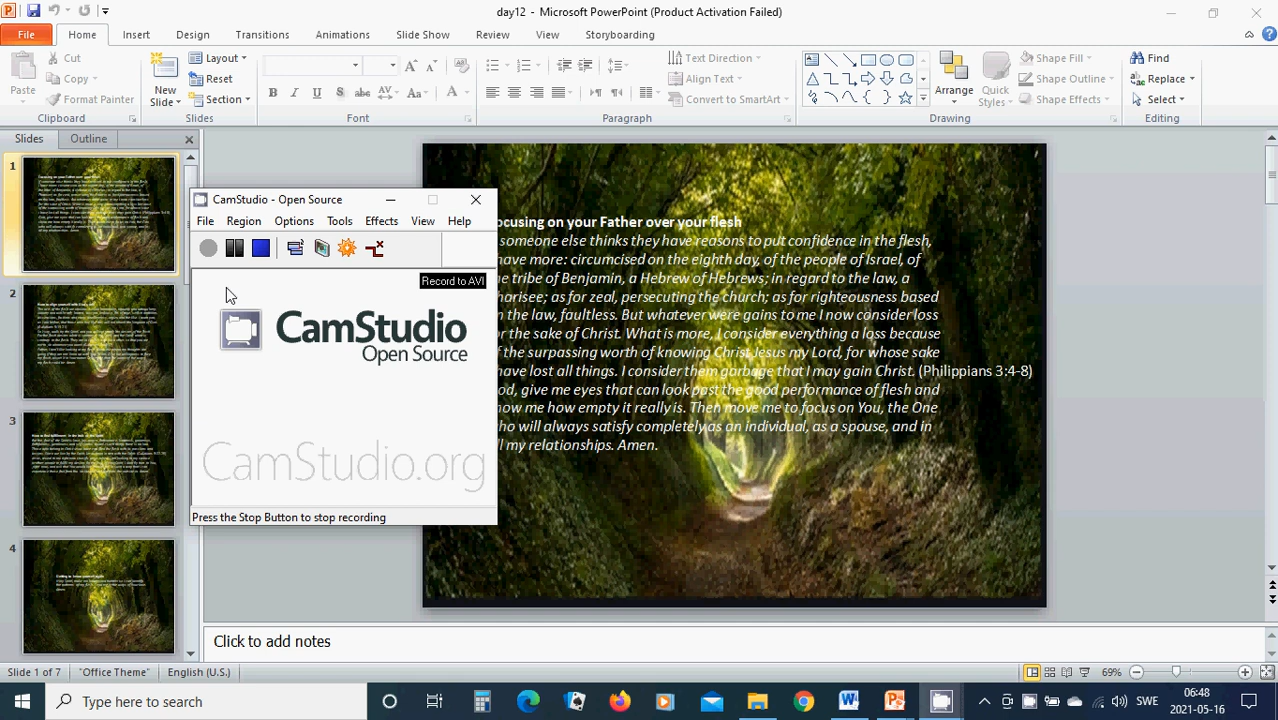 day12 - Microsoft PowerPoint (Product Activation Failed)
File Home Insert Design Transitions Animations Slide Show Review View Storyboarding
Paste
Cut
Copy
Format Painter
Clipboard
New Slide
Layout
Reset
Section
Slides
B I U S abc AV Aa A
Font
Text Direction
Align Text
Convert to SmartArt
Paragraph
Arrange
Quick Styles
Shape Fill
Shape Outline
Shape Effects
Drawing
Find
Replace
Select
Editing
Slides Outline
1
2
3
4
CamStudio - Open Source
File Region Options Tools Effects View Help
Record to AVI
CamStudio
Open Source
CamStudio.org
Press the Stop Button to stop recording
using on your Father over your flesh
someone else thinks they have reasons to put confidence in the flesh,
have more: circumcised on the eighth day, of the people of Israel, of
e tribe of Benjamin, a Hebrew of Hebrews; in regard to the law, a
arisee; as for zeal, persecuting the church; as for righteousness based
the law, faultless. But whatever were gains to me I now consider loss
the sake of Christ. What is more, I consider everything a loss because
f the surpassing worth of knowing Christ Jesus my Lord, for whose sake
have lost all things. I consider them garbage that I may gain Christ. (Philippians 3:4-8)
od, give me eyes that can look past the good performance of flesh and
how me how empty it really is. Then move me to focus on You, the One
ho will always satisfy completely as an individual, as a spouse, and in
my relationships. Amen.
Click to add notes
Slide 1 of 7 "Office Theme" English (U.S.) 69%
Type here to search
SWE
06:48
2021-05-16